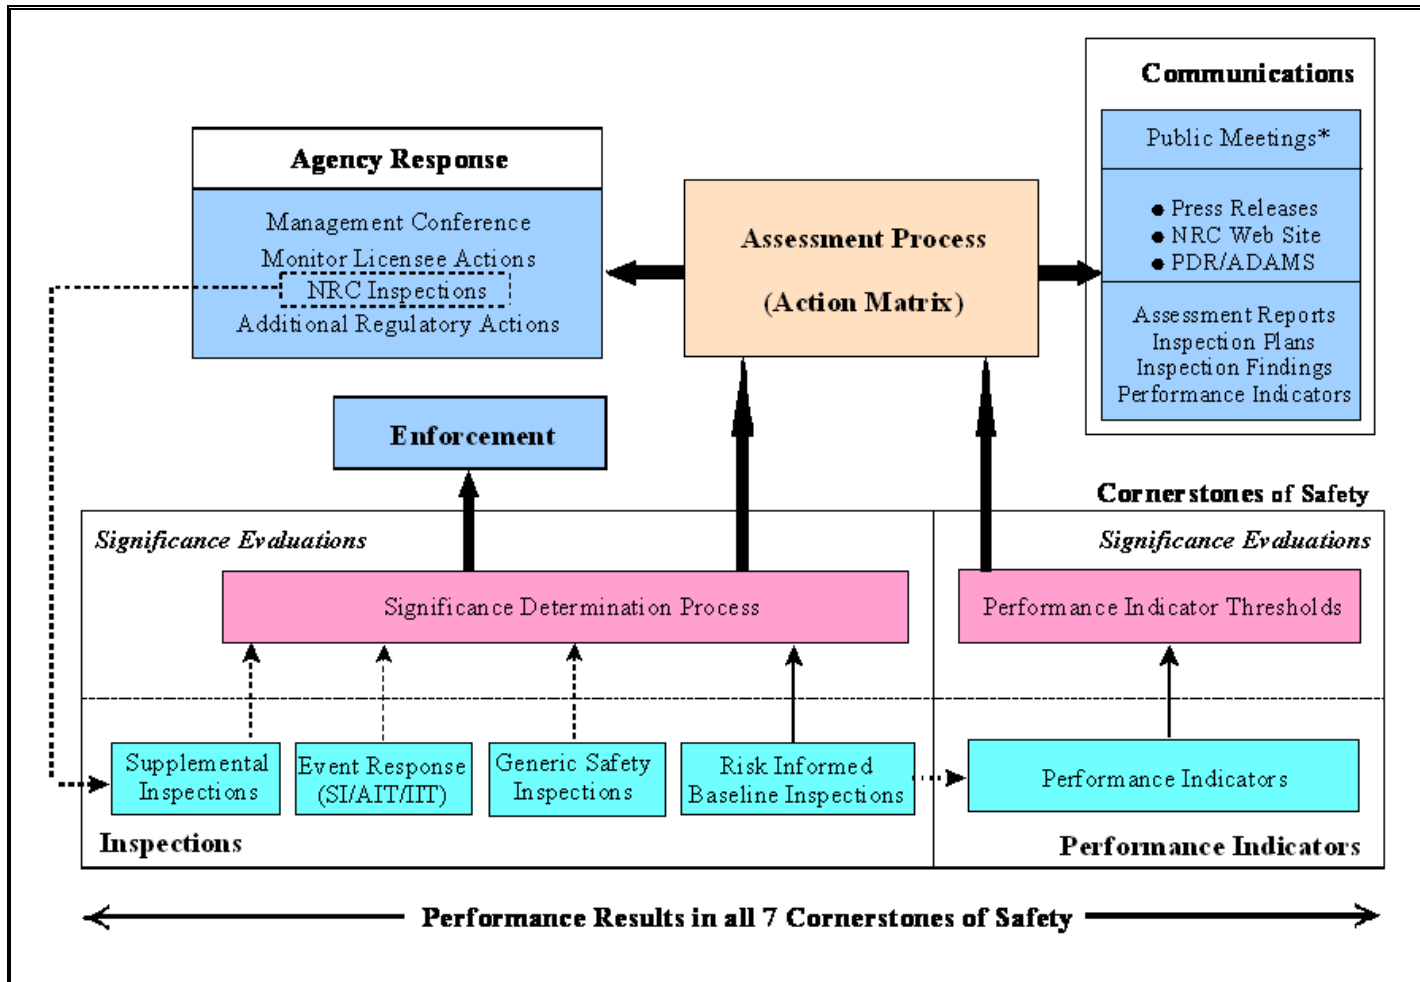 Communications
Public Meetings*
● Press Releases
● NRC Web Site
● PDR/ADAMS
Assessment Reports
Inspection Plans
Inspection Findings
Performance Indicators
Agency Response
Management Conference
Monitor Licensee Actions
NRC Inspections
Additional Regulatory Actions
Assessment Process
(Action Matrix)
Enforcement
Cornerstones of Safety
Significance Evaluations
Significance Evaluations
Significance Determination Process
Performance Indicator Thresholds
Supplemental
Inspections
Event Response
(SI/AIT/IIT)
Generic Safety
Inspections
Risk Informed
Baseline Inspections
Performance Indicators
Inspections
Performance Indicators
Performance Results in all 7 Cornerstones of Safety